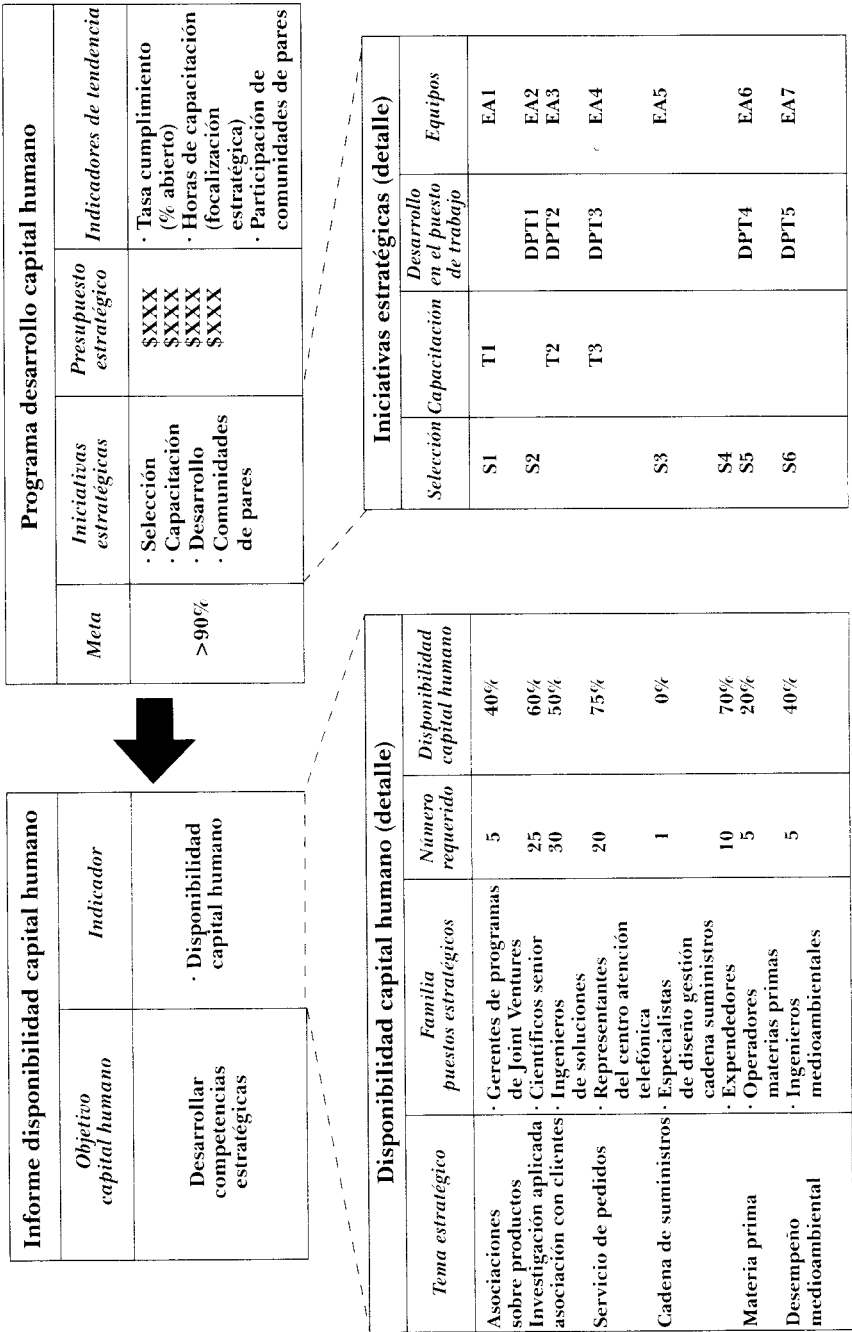 Informe disponibilidad capital humano
Objetivo
capital humano
Indicador
Desarrollar
competencias
estratégicas
· Disponibilidad
capital humano
Programa desarrollo capital humano
Meta
Iniciativas
estratégicas
Presupuesto
estratégico
Indicadores de tendencia
>90%
· Selección
· Capacitación
· Desarrollo
· Comunidades
de pares
$XXX
$XXX
$XXX
$XXX
· Tasa cumplimiento
(% abierto)
· Horas de capacitación
(focalización
estratégica)
· Participación de
comunidades de pares
Disponibilidad capital humano (detalle)
Tema estratégico
Familia
puestos estratégicos
Número
requerido
Disponibilidad
capital humano
Asociaciones · Gerentes de programas 5 40%
sobre productos de Joint Ventures
Investigación aplicada · Científicos senior 25 60%
asociación con clientes · Ingenieros 30 50%
de soluciones
Servicio de pedidos · Representantes 20 75%
del centro atención
telefónica
Cadena de suministros · Especialistas 1 0%
de diseño gestión
cadena suministros
· Expendedores 10 70%
Materia prima · Operadores 5 20%
materias primas
Desempeño · Ingenieros 5 40%
medioambiental medioambientales
Iniciativas estratégicas (detalle)
Selección
Capacitación
Desarrollo
en el puesto
de trabajo
Equipos
S1 T1 EA1
S2 DPT1 EA2
T2 DPT2 EA3
T3 DPT3 EA4
S3 EA5
S4
S5 DPT4 EA6
S6 DPT5 EA7